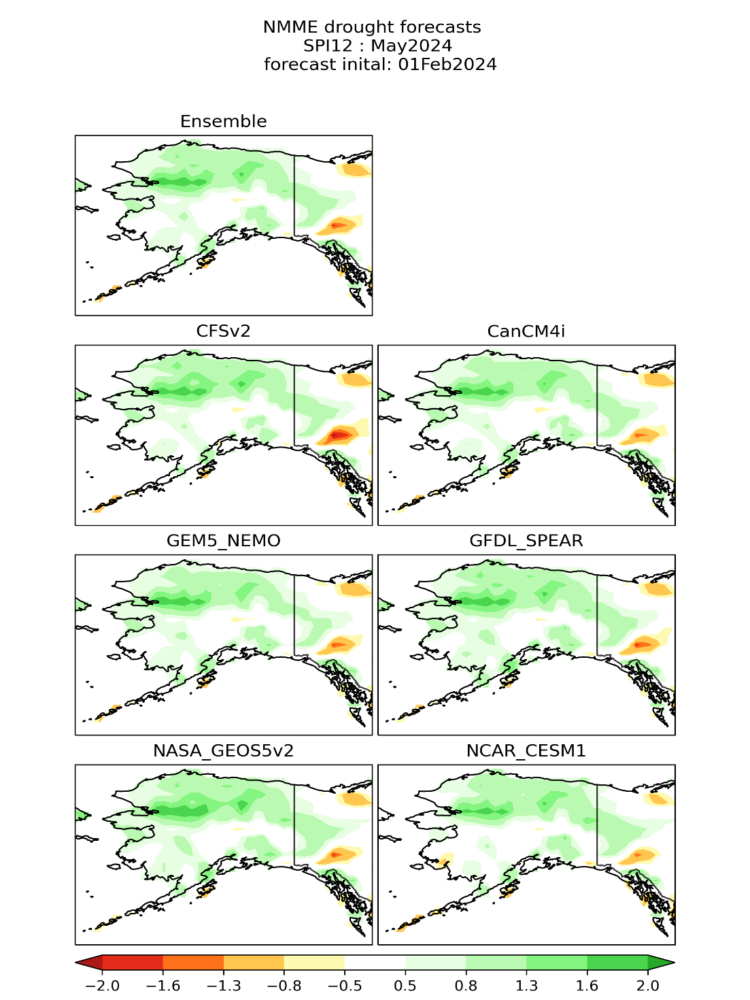 NMME drought forecasts
SPI12 : May2024
forecast inital: 01Feb2024
Ensemble
CFSv2
CanCM4i
GEM5_NEMO
GFDL_SPEAR
NASA_GEOS5v2
NCAR_CESM1
−2.0 −1.6 −1.3 −0.8 −0.5 0.5 0.8 1.3 1.6 2.0